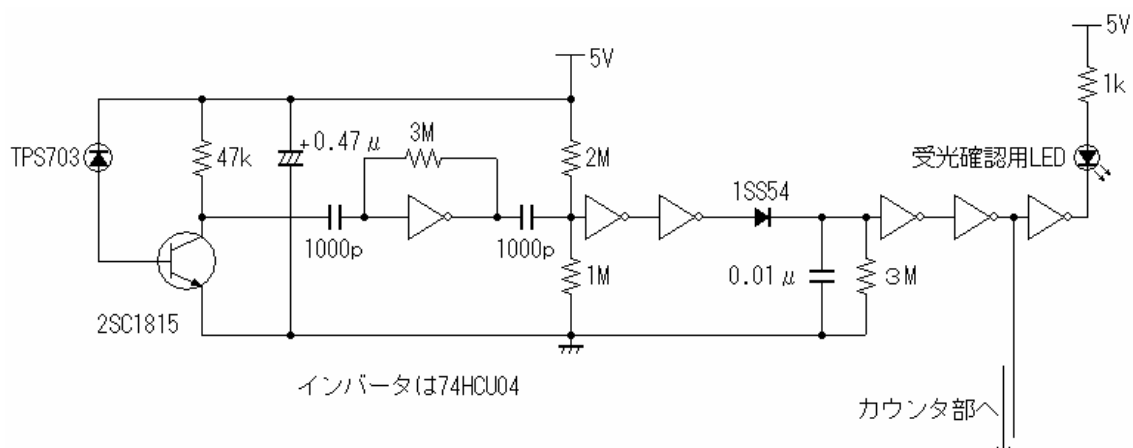 5V
5V
1k
TPS703
47k
+0.47μ
3M
2M
受光確認用LED
1SS54
1000p
1000p
1M
0.01μ
3M
2SC1815
インバータは74HCU04
カウンタ部へ